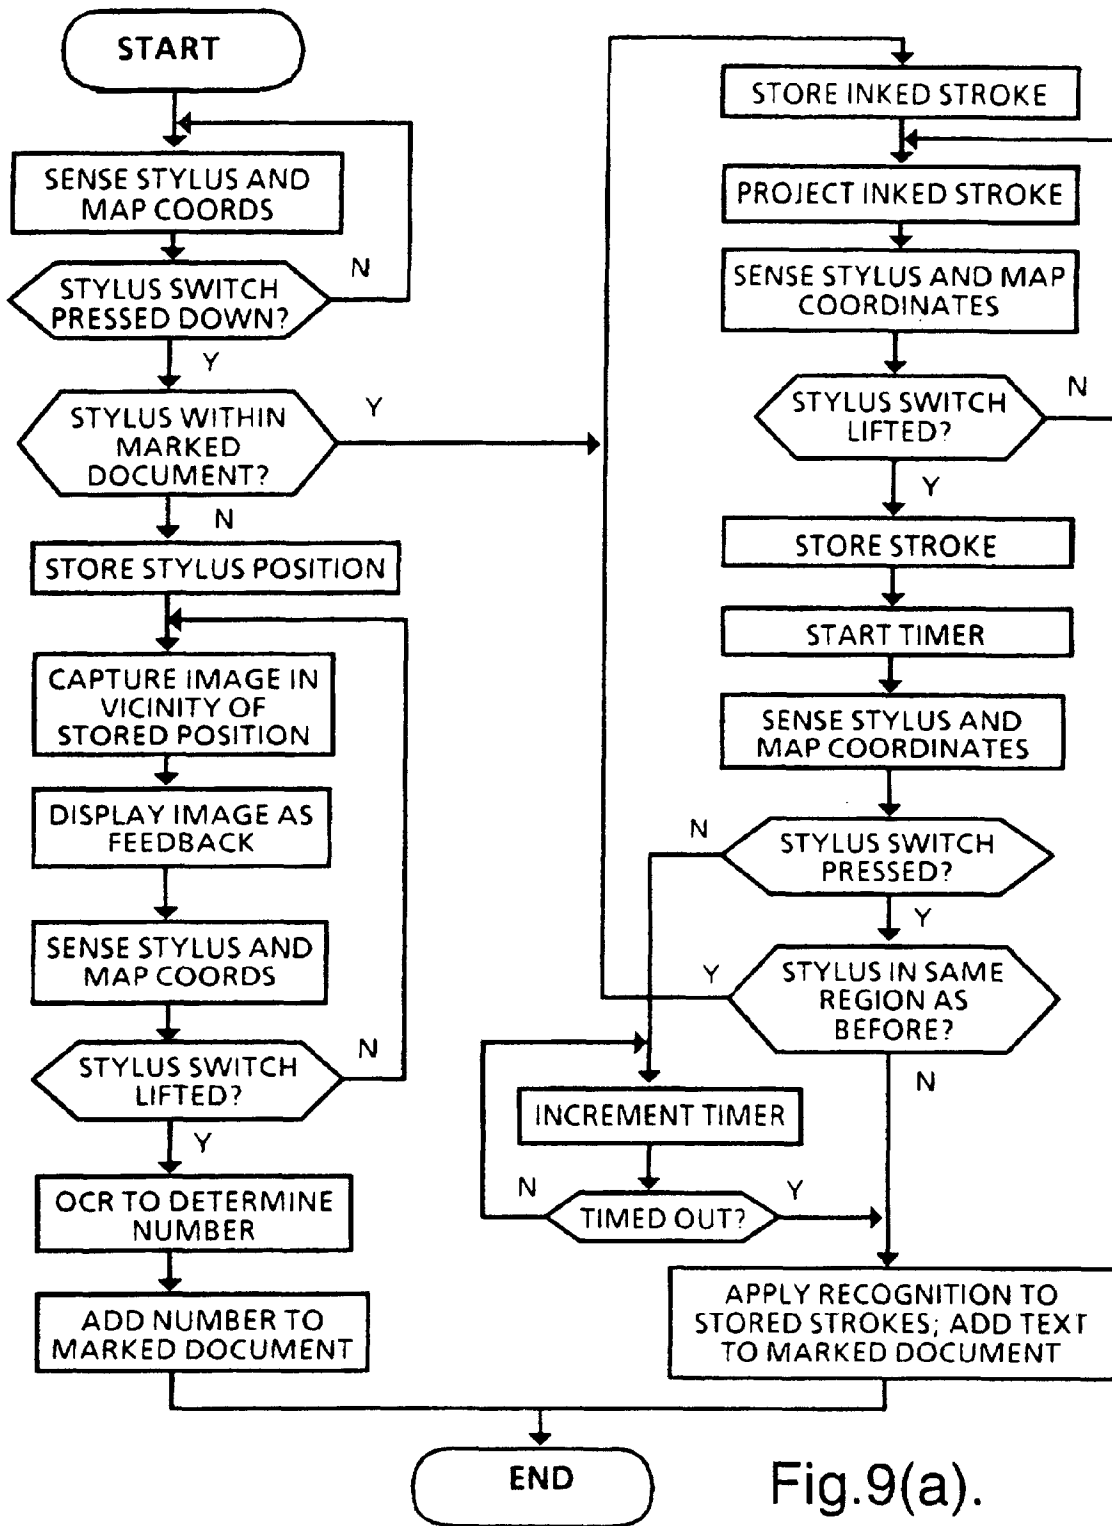 START
SENSE STYLUS AND
MAP COORDS
N
STYLUS SWITCH
PRESSED DOWN?
Y
STYLUS WITHIN
MARKED
DOCUMENT?
Y
N
STORE STYLUS POSITION
CAPTURE IMAGE IN
VICINITY OF
STORED POSITION
DISPLAY IMAGE AS
FEEDBACK
SENSE STYLUS AND
MAP COORDS
STYLUS SWITCH
LIFTED?
N
Y
OCR TO DETERMINE
NUMBER
ADD NUMBER TO
MARKED DOCUMENT
STORE INKED STROKE
PROJECT INKED STROKE
SENSE STYLUS AND MAP
COORDINATES
STYLUS SWITCH
LIFTED?
N
Y
STORE STROKE
START TIMER
SENSE STYLUS AND
MAP COORDINATES
N
STYLUS SWITCH
PRESSED?
Y
Y
STYLUS IN SAME
REGION AS
BEFORE?
N
INCREMENT TIMER
N
TIMED OUT?
Y
APPLY RECOGNITION TO
STORED STROKES; ADD TEXT
TO MARKED DOCUMENT
END
Fig.9(a).